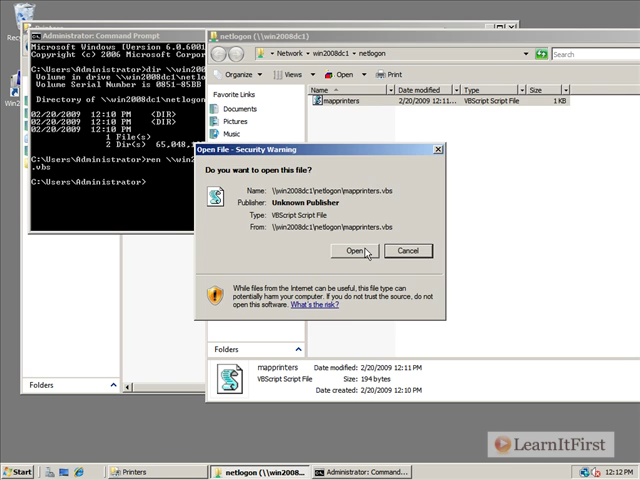 Administrator: Command Prompt
Microsoft Windows [Version 6.0.6001
Copyright (c) 2006 Microsoft Corpor
C:\Users\Administrator>dir \\win200
Volume in drive \\win2008dc1\netlo
Volume Serial Number is 0851-85BB
Directory of \\win2008dc1\netlogon
02/20/2009 12:10 PM <DIR>
02/20/2009 12:10 PM <DIR>
02/20/2009 12:10 PM
1 File(s)
2 Dir(s) 65,048,1
C:\Users\Administrator>ren \\win2
.vbs
C:\Users\Administrator>
netlogon (\\win2008dc1)
Network
win2008dc1
netlogon
Search
Organize
Views
Open
Print
Favorite Links
Documents
Pictures
Music
Name
Date modified
Type
Size
mapprinters
2/20/2009 12:11...
VBScript Script File
1 KB
Open File - Security Warning
Do you want to open this file?
Name: \\win2008dc1\netlogon\mapprinters.vbs
Publisher: Unknown Publisher
Type: VBScript Script File
From: \\win2008dc1\netlogon\mapprinters.vbs
Open
Cancel
While files from the Internet can be useful, this file type can
potentially harm your computer. If you do not trust the source, do not
open this software. What's the risk?
Folders
mapprinters Date modified: 2/20/2009 12:11 PM
VBScript Script File Size: 194 bytes
Date created: 2/20/2009 12:10 PM
Folders
LearnItFirst
Start
Printers
netlogon (\\win2008...
Administrator: Command...
12:12 PM